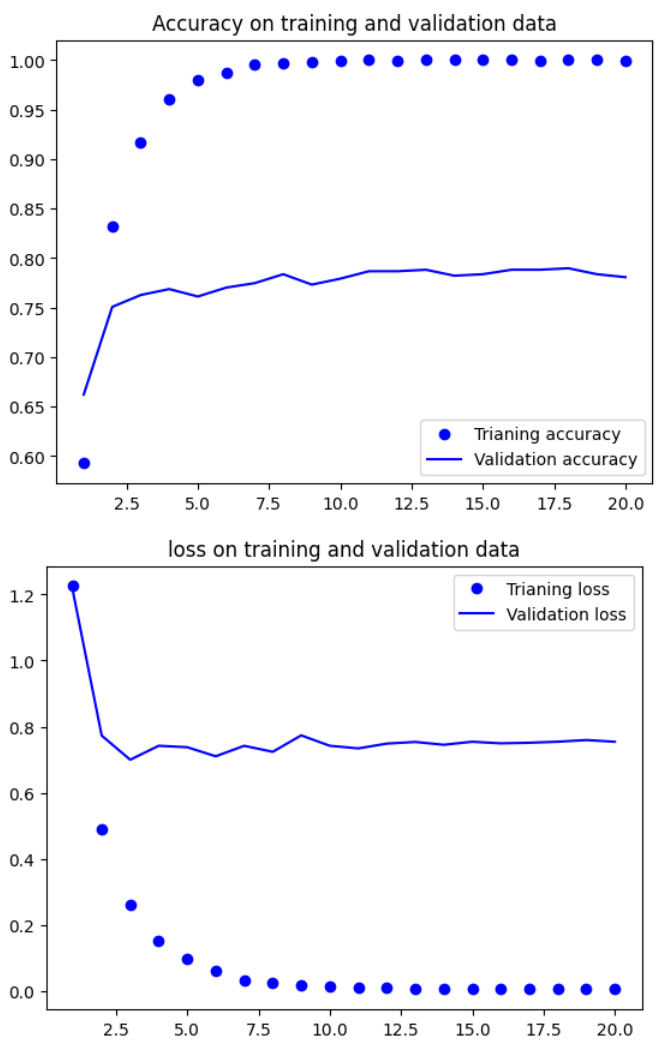 Accuracy on training and validation data
1.00
0.95
0.90
0.85
0.80
0.75
0.70
0.65
0.60
Trianing accuracy
Validation accuracy
2.5 5.0 7.5 10.0 12.5 15.0 17.5 20.0
loss on training and validation data
1.2
1.0
0.8
0.6
0.4
0.2
0.0
Trianing loss
Validation loss
2.5 5.0 7.5 10.0 12.5 15.0 17.5 20.0